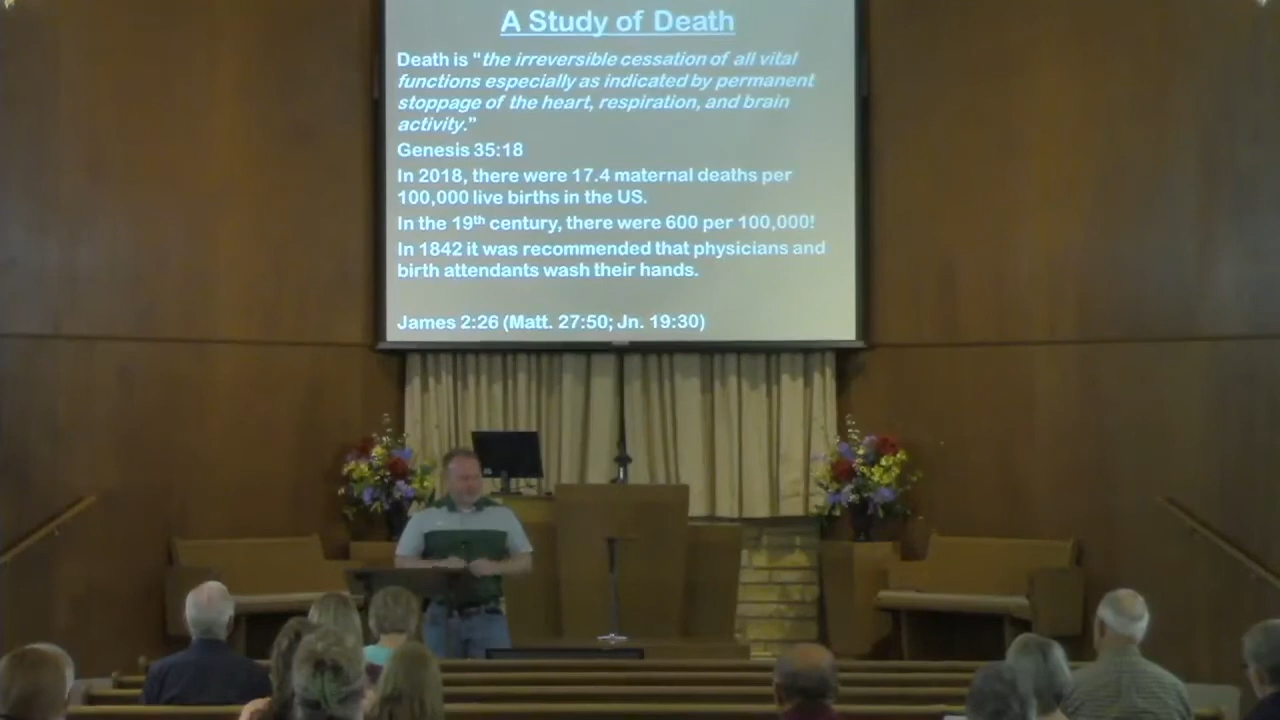 A Study of Death
Death is "the irreversible cessation of all vital
functions especially as indicated by permanent
stoppage of the heart, respiration, and brain
activity."
Genesis 35:18
In 2018, there were 17.4 maternal deaths per
100,000 live births in the US.
In the 19th century, there were 600 per 100,000!
In 1842 it was recommended that physicians and
birth attendants wash their hands.
James 2:26 (Matt. 27:50; Jn. 19:30)